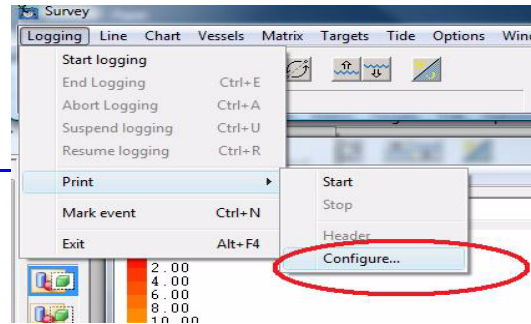 Survey
Logging Line Chart Vessels Matrix Targets Tide Options
Start logging
End Logging Ctrl+E
Abort Logging Ctrl+A
Suspend logging Ctrl+U
Resume logging Ctrl+R
Print
Mark event Ctrl+N
Exit Alt+F4
Start
Stop
Header
Configure...
2.00
4.00
6.00
8.00
10.00